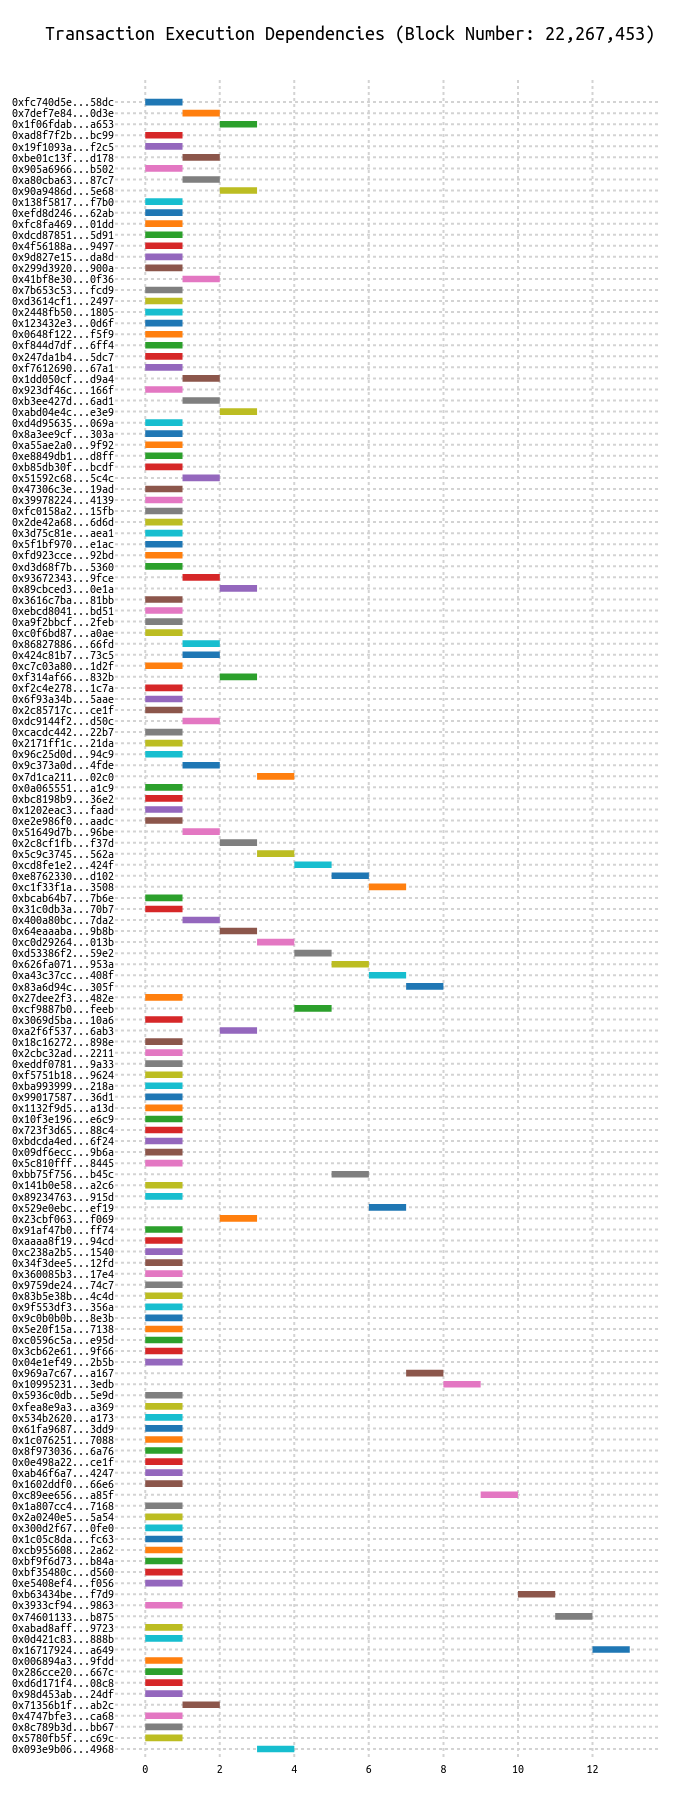 Transaction Execution Dependencies (Block Number: 22,267,453)
0xfc740d5e...58dc
0x7def7e84...0d3e
0x1f06fdab...a653
0xad8f7f2b...bc99
0x19f1093a...f2c5
0xbe01c13f...d178
0x905a6966...b502
0xa80cba63...87c7
0x90a9486d...5e68
0x138f5817...f7b0
0xefd8d246...62ab
0xfc8fa469...01dd
0xdcd87851...5d91
0x4f56188a...9497
0x9d827e15...da8d
0x299d3920...900a
0x41bf8e30...0f36
0x7b653c53...fcd9
0xd3614cf1...2497
0x2448fb50...1805
0x123432e3...0d6f
0x0648f122...f5f9
0xf844d7df...6ff4
0x247da1b4...5dc7
0xf7612690...67a1
0x1dd050cf...d9a4
0x923df46c...166f
0xb3ee427d...6ad1
0xabd04e4c...e3e9
0xd4d95635...069a
0x8a3ee9cf...303a
0xa55ae2a0...9f92
0xe8849db1...d8ff
0xb85db30f...bcdf
0x51592c68...5c4c
0x47306c3e...19ad
0x39978224...4139
0xfc0158a2...15fb
0x2de42a68...6d6d
0x3d75c81e...aea1
0x5f1bf970...e1ac
0xfd923cce...92bd
0xd3d68f7b...5360
0x93672343...9fce
0x89cbced3...0e1a
0x3616c7ba...81bb
0xebcd8041...bd51
0xa9f2bbcf...2feb
0xc0f6bd87...a0ae
0x86827886...66fd
0x424c81b7...73c5
0xc7c03a80...1d2f
0xf314af66...832b
0xf2c4e278...1c7a
0x6f93a34b...5aae
0x2c85717c...ce1f
0xdc9144f2...d50c
0xcacdc442...22b7
0x2171ff1c...21da
0x96c25d0d...94c9
0x9c373a0d...4fde
0x7d1ca211...02c0
0x0a065551...a1c9
0xbc8198b9...36e2
0x1202eac3...faad
0xe2e986f0...aadc
0x51649d7b...96be
0x2c8cf1fb...f37d
0x5c9c3745...562a
0xcd8fe1e2...424f
0xe8762330...d102
0xc1f33f1a...3508
0xbcab64b7...7b6e
0x31c0db3a...70b7
0x400a80bc...7da2
0x64eaaaba...9b8b
0xc0d29264...013b
0xd53386f2...59e2
0x626fa071...953a
0xa43c37cc...408f
0x83a6d94c...305f
0x27dee2f3...482e
0xcf9887b0...feeb
0x3069d5ba...10a6
0xa2f6f537...6ab3
0x18c16272...898e
0x2cbc32ad...2211
0xeddf0781...9a33
0xf5751b18...9624
0xba993999...218a
0x99017587...36d1
0x1132f9d5...a13d
0x10f3e196...e6c9
0x723f3d65...88c4
0xbdcda4ed...6f24
0x09df6ecc...9b6a
0x5c810fff...8445
0xbb75f756...b45c
0x141b0e58...a2c6
0x89234763...915d
0x529e0ebc...ef19
0x23cbf063...f069
0x91af47b0...ff74
0xaaaa8f19...94cd
0xc238a2b5...1540
0x34f3dee5...12fd
0x360085b3...17e4
0x9759de24...74c7
0x83b5e38b...4c4d
0x9f553df3...356a
0x9c0b0b0b...8e3b
0x5e20f15a...7138
0xc0596c5a...e95d
0x3cb62e61...9f66
0x04e1ef49...2b5b
0x969a7c67...a167
0x10995231...3edb
0x5936c0db...5e9d
0xfea8e9a3...a369
0x534b2620...a173
0x61fa9687...3dd9
0x1c076251...7088
0x8f973036...6a76
0x0e498a22...ce1f
0xab46f6a7...4247
0x1602ddf0...66e6
0xc89ee656...a85f
0x1a807cc4...7168
0x2a0240e5...5a54
0x300d2f67...0fe0
0x1c05c8da...fc63
0xcb955608...2a62
0xbf9f6d73...b84a
0xbf35480c...d560
0xe5408ef4...f056
0xb63434be...f7d9
0x3933cf94...9863
0x74601133...b875
0xabad8aff...9723
0x0d421c83...888b
0x16717924...a649
0x006894a3...9fdd
0x286cce20...667c
0xd6d171f4...08c8
0x98d453ab...24df
0x71356b1f...ab2c
0x4747bfe3...ca68
0x8c789b3d...bb67
0x5780fb5f...c69c
0x093e9b06...4968
0 2 4 6 8 10 12